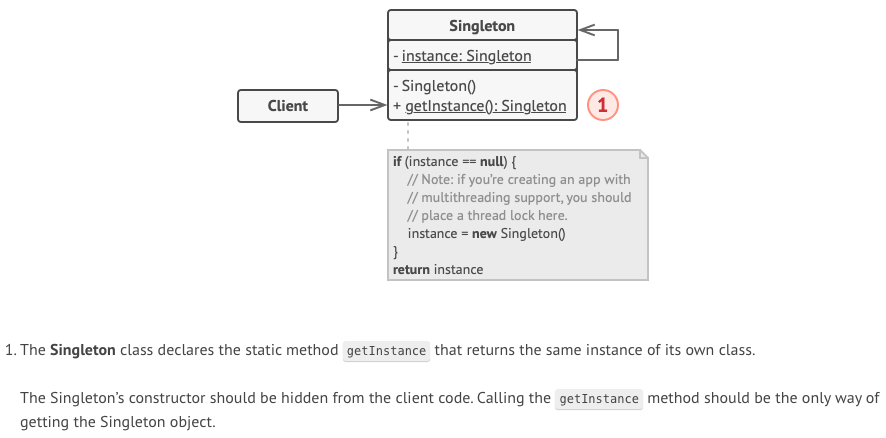 Singleton
- instance: Singleton
- Singleton()
+ getInstance(): Singleton
Client
1
if (instance == null) {
// Note: if you're creating an app with
// multithreading support, you should
// place a thread lock here.
instance = new Singleton()
}
return instance
1. The Singleton class declares the static method getInstance that returns the same instance of its own class.
The Singleton’s constructor should be hidden from the client code. Calling the getInstance method should be the only way of
getting the Singleton object.